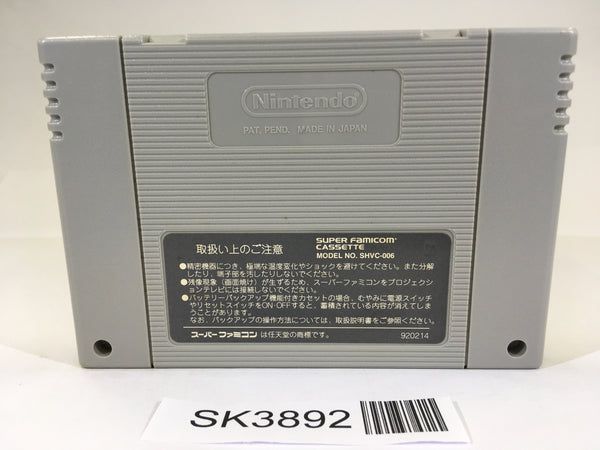 Nintendo
PAT. PEND. MADE IN JAPAN
取扱い上のご注意
SUPER FAMICOM
CASSETTE
MODEL NO. SHVC-006
●精密機器につき、極端な温度変化やショックを避けてください。また分解
したり、端子部を汚したりしないでください。
●残像現象（画面焼け）が生ずるため、スーパーファミコンをプロジェクショ
ンテレビには接続しないでください。
●バッテリーバックアップ機能付きカセットの場合、むやみに電源スイッチ
やリセットスイッチをON・OFFすると、蓄積されている内容が消えてしま
うことがあります。
なお、バックアップの操作方法については、取扱説明書をご参照ください。
スーパーファミコン は任天堂の商標です。
920214
SK3892